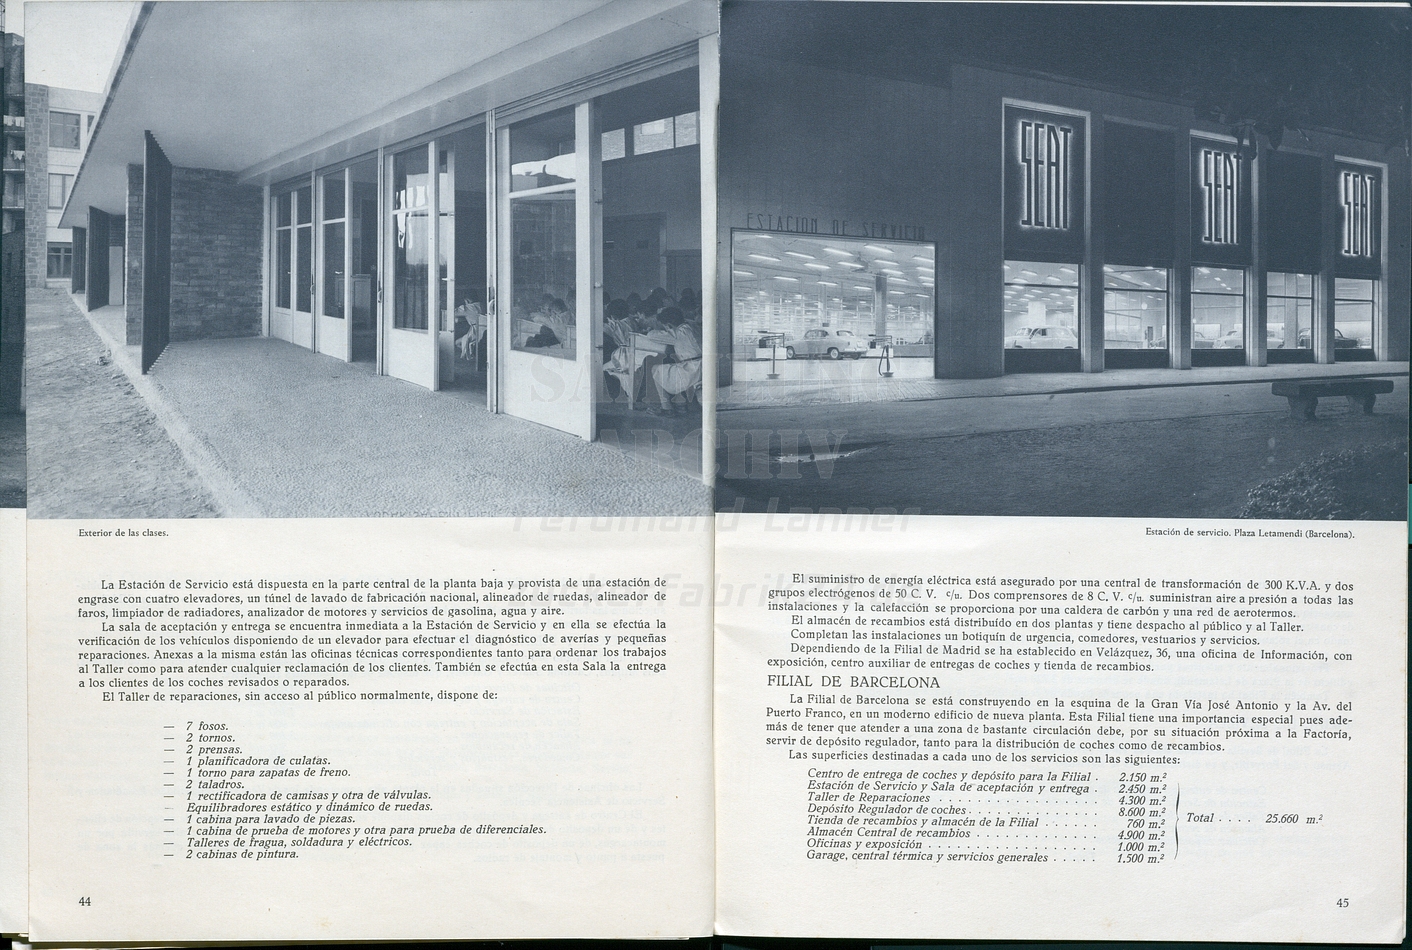 ESTACION DE SERVICIO
SEAT
SEAT
SEAT
SAMMLUNG
ARCHIV
Ferdinand Lanner
Exterior de las clases.
La Estación de Servicio está dispuesta en la parte central de la planta baja y provista de una estación de
engrase con cuatro elevadores, un túnel de lavado de fabricación nacional, alineador de ruedas, alineador de
faros, limpiador de radiadores, analizador de motores y servicios de gasolina, agua y aire.
La sala de aceptación y entrega se encuentra inmediata a la Estación de Servicio y en ella se efectúa la
verificación de los vehículos disponiendo de un elevador para efectuar el diagnóstico de averías y pequeñas
reparaciones. Anexas a la misma están las oficinas técnicas correspondientes tanto para ordenar los trabajos
al Taller como para atender cualquier reclamación de los clientes. También se efectúa en esta Sala la entrega
a los clientes de los coches revisados o reparados.
El Taller de reparaciones, sin acceso al público normalmente, dispone de:
— 7 fosos.
— 2 tornos.
— 2 prensas.
— 1 planificadora de culatas.
— 1 torno para zapatas de freno.
— 2 taladros.
— 1 rectificadora de camisas y otra de válvulas.
— Equilibradores estático y dinámico de ruedas.
— 1 cabina para lavado de piezas.
— 1 cabina de prueba de motores y otra para prueba de diferenciales.
— Talleres de fragua, soldadura y eléctricos.
— 2 cabinas de pintura.
44
Estación de servicio. Plaza Letamendi (Barcelona).
El suministro de energía eléctrica está asegurado por una central de transformación de 300 K.V.A. y dos
grupos electrógenos de 50 C. V. c/u. Dos compresores de 8 C. V. c/u. suministran aire a presión a todas las
instalaciones y la calefacción se proporciona por una caldera de carbón y una red de aerotermos.
El almacén de recambios está distribuído en dos plantas y tiene despacho al público y al Taller.
Completan las instalaciones un botiquín de urgencia, comedores, vestuarios y servicios.
Dependiendo de la Filial de Madrid se ha establecido en Velázquez, 36, una oficina de Información, con
exposición, centro auxiliar de entregas de coches y tienda de recambios.
FILIAL DE BARCELONA
La Filial de Barcelona se está construyendo en la esquina de la Gran Vía José Antonio y la Av. del
Puerto Franco, en un moderno edificio de nueva planta. Esta Filial tiene una importancia especial pues ade-
más de tener que atender a una zona de bastante circulación debe, por su situación próxima a la Factoría,
servir de depósito regulador, tanto para la distribución de coches como de recambios.
Las superficies destinadas a cada uno de los servicios son las siguientes:
Centro de entrega de coches y depósito para la Filial . 2.150 m.²
Estación de Servicio y Sala de aceptación y entrega . 2.450 m.²
Taller de Reparaciones . . . . . . . . . . . . . . . . 4.300 m.²
Depósito Regulador de coches . . . . . . . . . . . . . 8.600 m.²
Tienda de recambios y almacén de la Filial . . . . . . 760 m.²
Almacén Central de recambios . . . . . . . . . . . . 4.900 m.²
Oficinas y exposición . . . . . . . . . . . . . . . . . 1.000 m.²
Garage, central térmica y servicios generales . . . . . 1.500 m.²
Total . . . . 25.660 m.²
45